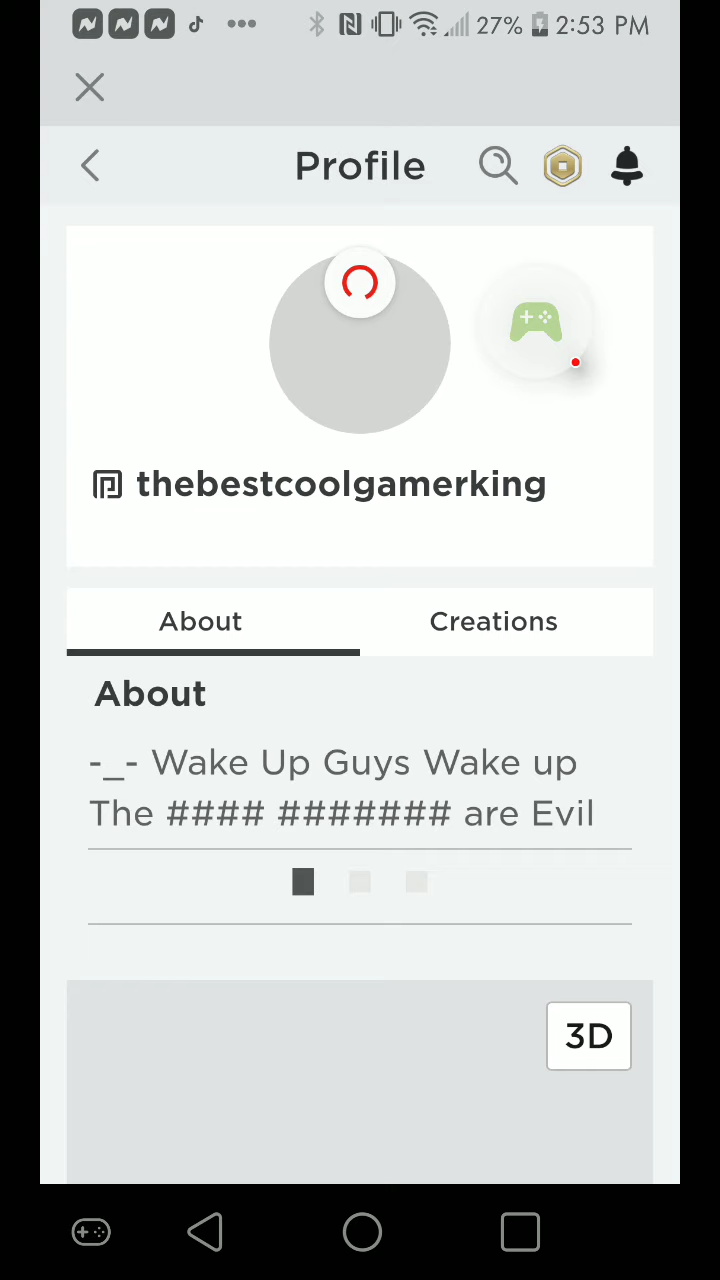 27% 2:53 PM
Profile
thebestcoolgamerking
About Creations
About
-_- Wake Up Guys Wake up
The #### ####### are Evil
3D